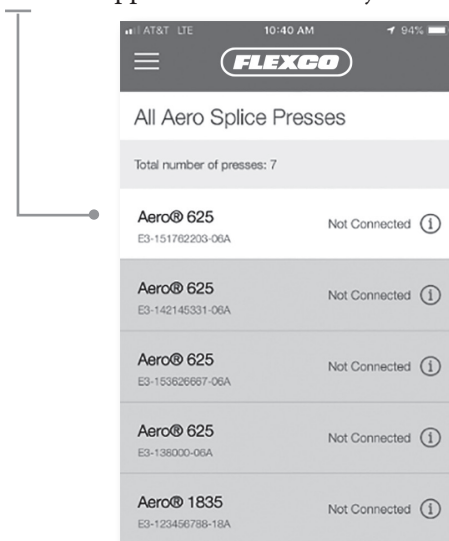 AT&T LTE 10:40 AM 94%
FLEXCO
All Aero Splice Presses
Total number of presses: 7
Aero® 625 Not Connected
E3-151762203-06A
Aero® 625 Not Connected
E3-142145331-06A
Aero® 625 Not Connected
E3-153626667-06A
Aero® 625 Not Connected
E3-138000-06A
Aero® 1835 Not Connected
E3-123456788-18A